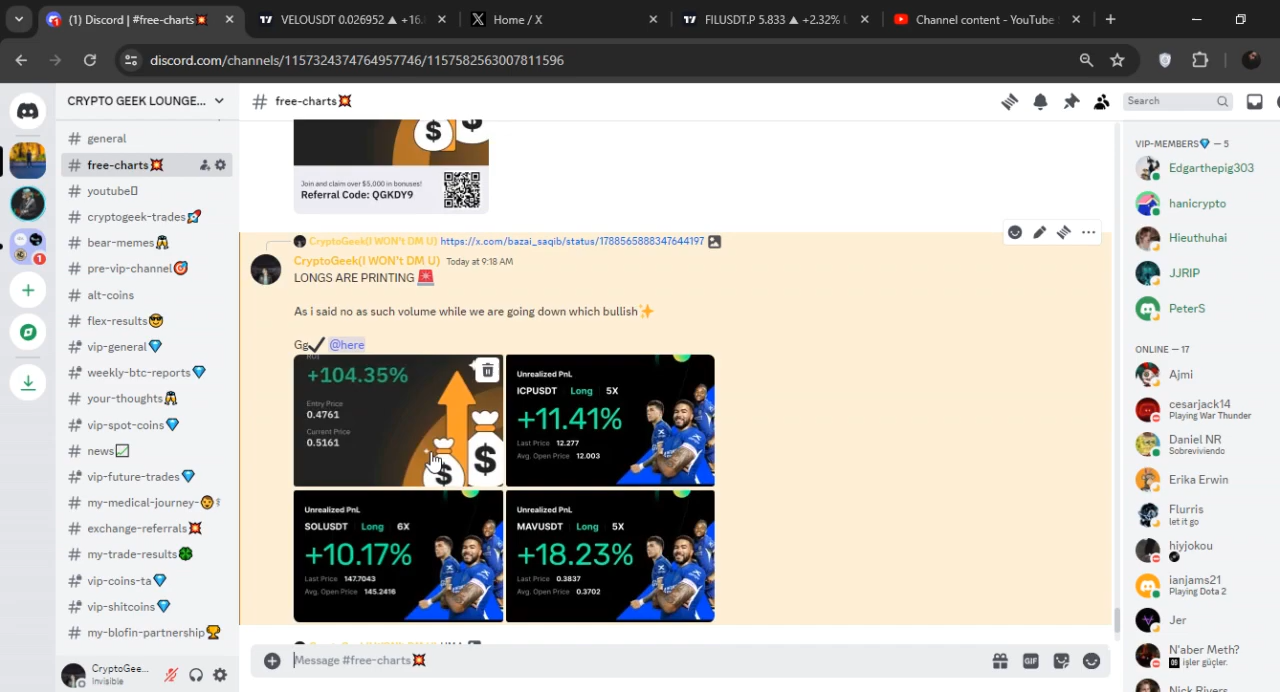 (1) Discord | #free-charts💥
VELOUSDT 0.026952 ▲ +16.
Home / X
FILUSDT.P 5.833 ▲ +2.32%
Channel content - YouTube
discord.com/channels/1157324374764957746/1157582563007811596
CRYPTO GEEK LOUNGE...
# free-charts💥
Search
# general
# free-charts💥
# youtube
# cryptogeek-trades🚀
# bear-memes
# pre-vip-channel🎯
# alt-coins
# flex-results😎
# vip-general💎
# weekly-btc-reports💎
# your-thoughts
# vip-spot-coins💎
# news
# vip-future-trades💎
# my-medical-journey-
# exchange-referrals💥
# my-trade-results🍀
# vip-coins-ta💎
# vip-shitcoins💎
# my-blofin-partnership🏆
1
CryptoGee...
Invisible
Join and claim over $5,000 in bonuses!
Referral Code: QGKDY9
CryptoGeek(I WON't DM U) https://x.com/bazai_saqib/status/1788565888347644197
CryptoGeek(I WON't DM U) Today at 9:18 AM
LONGS ARE PRINTING 🚨
As i said no as such volume while we are going down which bullish✨
Gg✔ @here
ROI
+104.35%
Entry Price
0.4761
Current Price
0.5161
Unrealized PnL
ICPUSDT Long 5X
+11.41%
Last Price 12.277
Avg. Open Price 12.003
Unrealized PnL
SOLUSDT Long 6X
+10.17%
Last Price 147.7043
Avg. Open Price 145.2416
Unrealized PnL
MAVUSDT Long 5X
+18.23%
Last Price 0.3837
Avg. Open Price 0.3702
Message #free-charts💥
GIF
VIP-MEMBERS💎 — 5
Edgarthepig303
hanicrypto
Hieuthuhai
JJRIP
PeterS
ONLINE — 17
Ajmi
cesarjack14
Playing War Thunder
Daniel NR
Sobreviviendo
Erika Erwin
Flurris
let it go
hiyjokou
ianjams21
Playing Dota 2
Jer
N'aber Meth?
işler güçler.
Nick Rivers